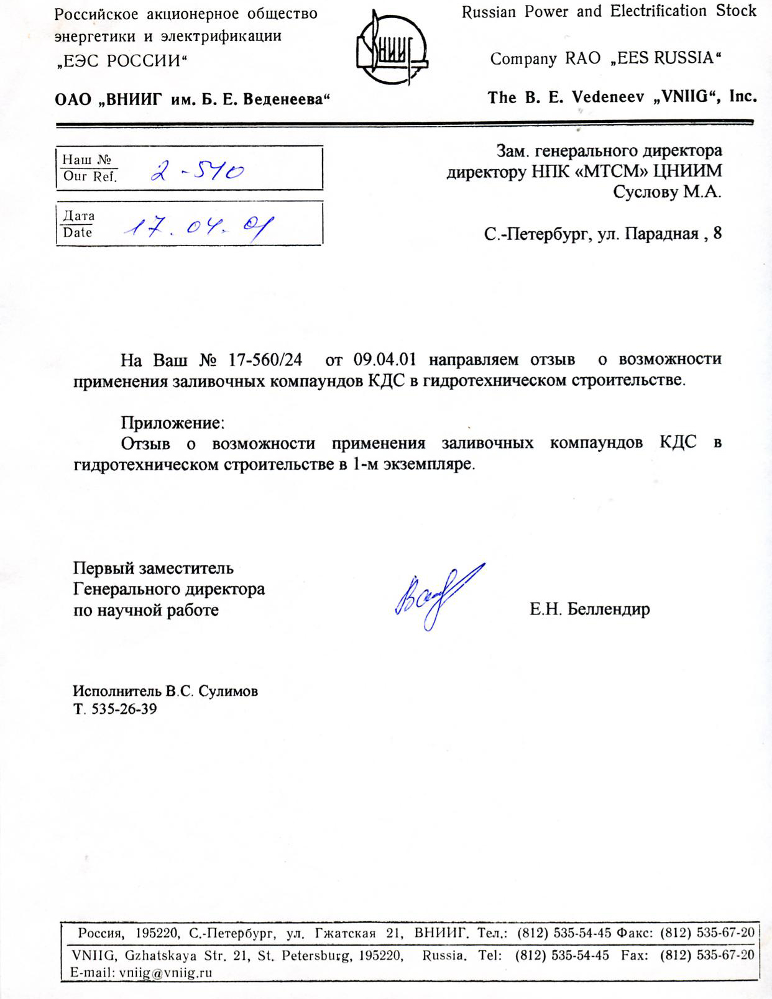 Российское акционерное общество
энергетики и электрификации
„ЕЭС РОССИИ“
ОАО „ВНИИГ им. Б. Е. Веденеева“
ВНИИГ
Russian Power and Electrification Stock
Company RAO „EES RUSSIA“
The B. E. Vedeneev „VNIIG“, Inc.
Наш №
Our Ref.
2-540
Дата
Date
17.04.01
Зам. генерального директора
директору НПК «МТСМ» ЦНИИМ
Суслову М.А.
С.-Петербург, ул. Парадная , 8
На Ваш № 17-560/24 от 09.04.01 направляем отзыв о возможности
применения заливочных компаундов КДС в гидротехническом строительстве.
Приложение:
Отзыв о возможности применения заливочных компаундов КДС в
гидротехническом строительстве в 1-м экземпляре.
Первый заместитель
Генерального директора
по научной работе
Е.Н. Беллендир
Исполнитель В.С. Сулимов
Т. 535-26-39
Россия, 195220, С.-Петербург, ул. Гжатская 21, ВНИИГ. Тел.: (812) 535-54-45 Факс: (812) 535-67-20
VNIIG, Gzhatskaya Str. 21, St. Petersburg, 195220, Russia. Tel: (812) 535-54-45 Fax: (812) 535-67-20
E-mail: vniig@vniig.ru